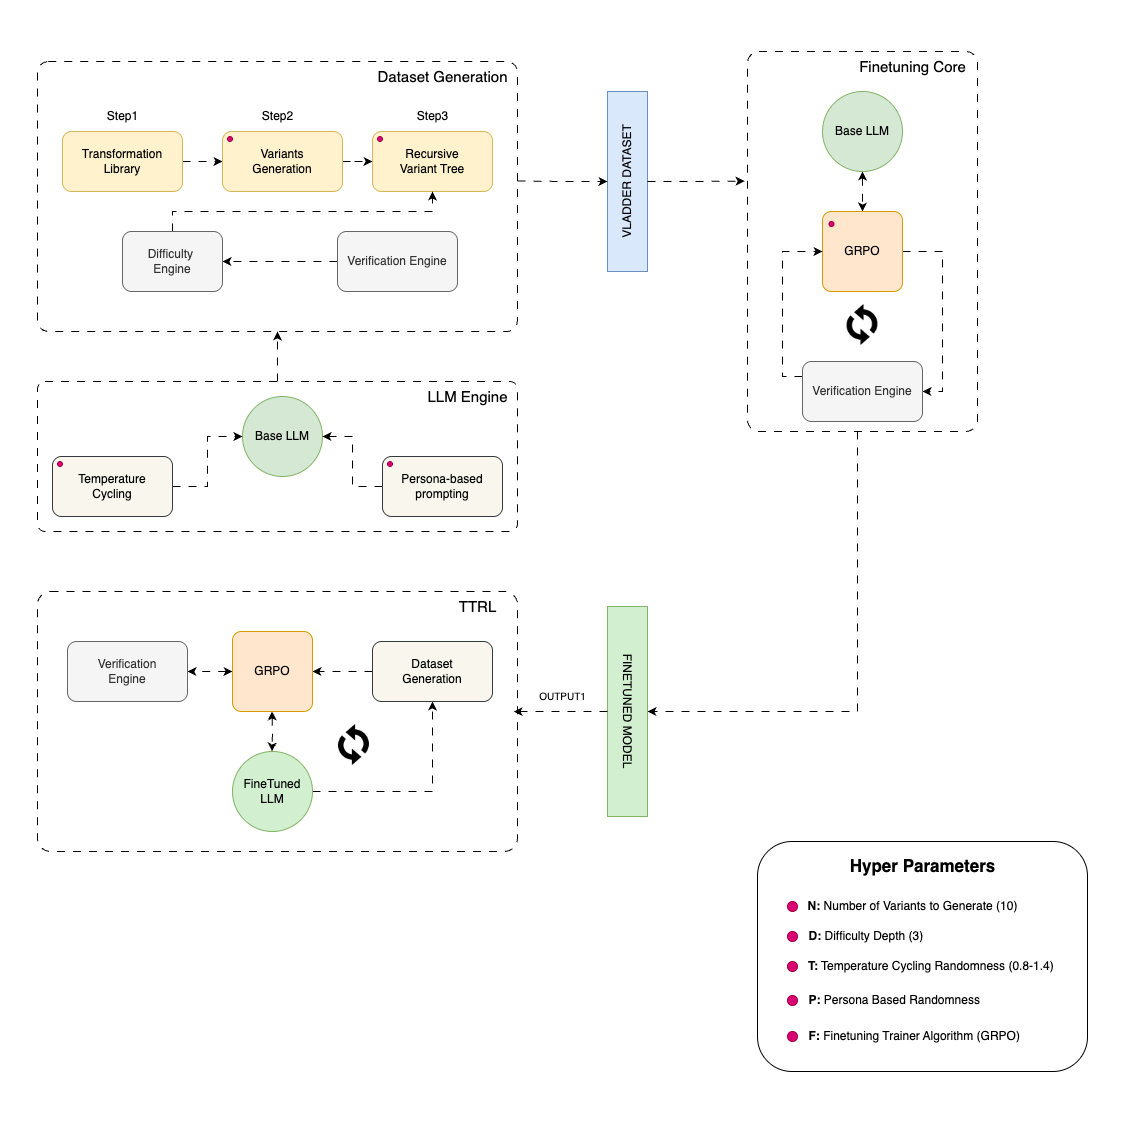 Dataset Generation
Step1
Step2
Step3
Transformation
Library
Variants
Generation
Recursive
Variant Tree
Difficulty
Engine
Verification Engine
VLADDER DATASET
Finetuning Core
Base LLM
GRPO
Verification Engine
LLM Engine
Base LLM
Temperature
Cycling
Persona-based
prompting
TTRL
Verification
Engine
GRPO
Dataset
Generation
FineTuned
LLM
OUTPUT1
FINETUNED MODEL
Hyper Parameters
N: Number of Variants to Generate (10)
D: Difficulty Depth (3)
T: Temperature Cycling Randomness (0.8-1.4)
P: Persona Based Randomness
F: Finetuning Trainer Algorithm (GRPO)